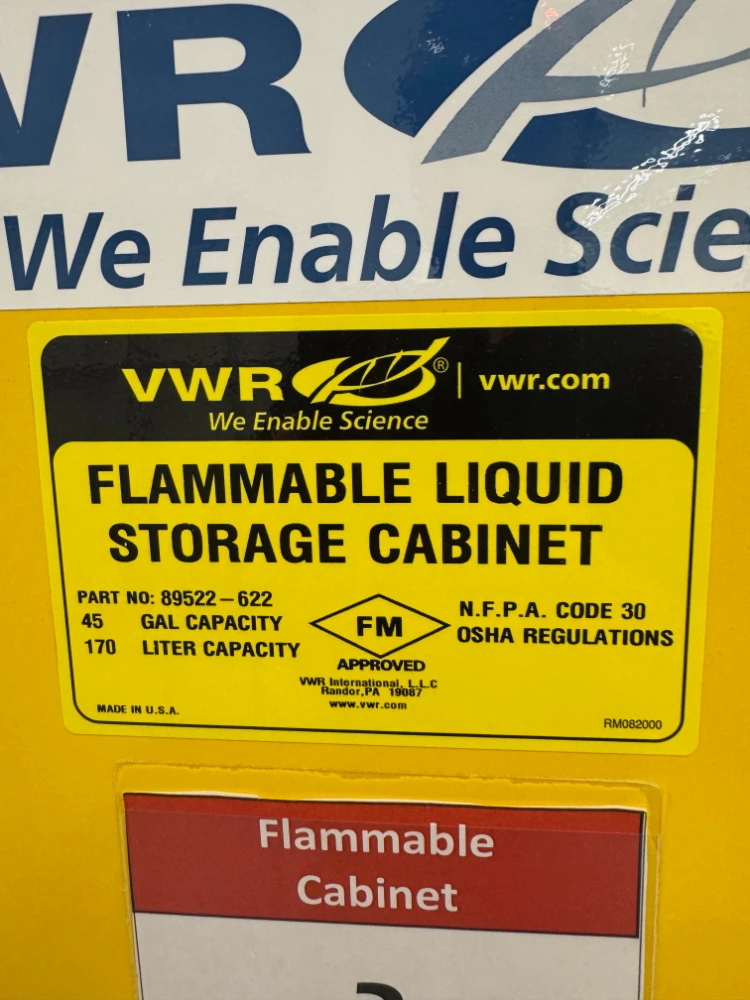 VWR
We Enable Scie
VWR® | vwr.com
We Enable Science
FLAMMABLE LIQUID
STORAGE CABINET
PART NO: 89522-622
45 GAL CAPACITY
170 LITER CAPACITY
FM
APPROVED
N.F.P.A. CODE 30
OSHA REGULATIONS
VWR International, L.L.C
Randor,PA 19087
www.vwr.com
MADE IN U.S.A.
RM082000
Flammable
Cabinet